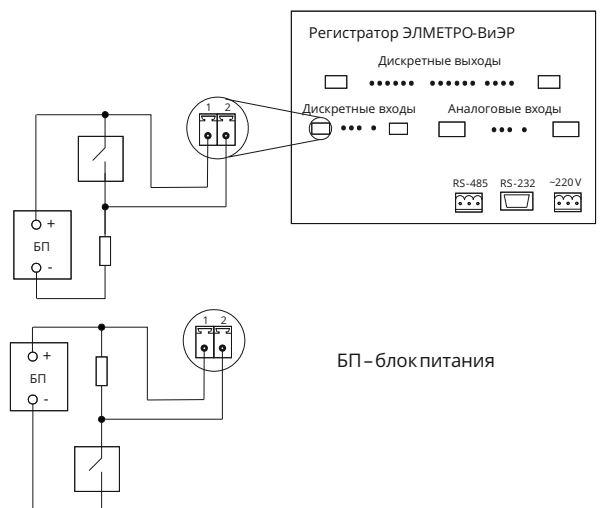 Регистратор ЭЛМЕТРО-ВиЭР
Дискретные выходы
Дискретные входы Аналоговые входы
RS-485 RS-232 ~220 V
1 2
+
БП
-
1 2
+
БП
-
БП – блок питания